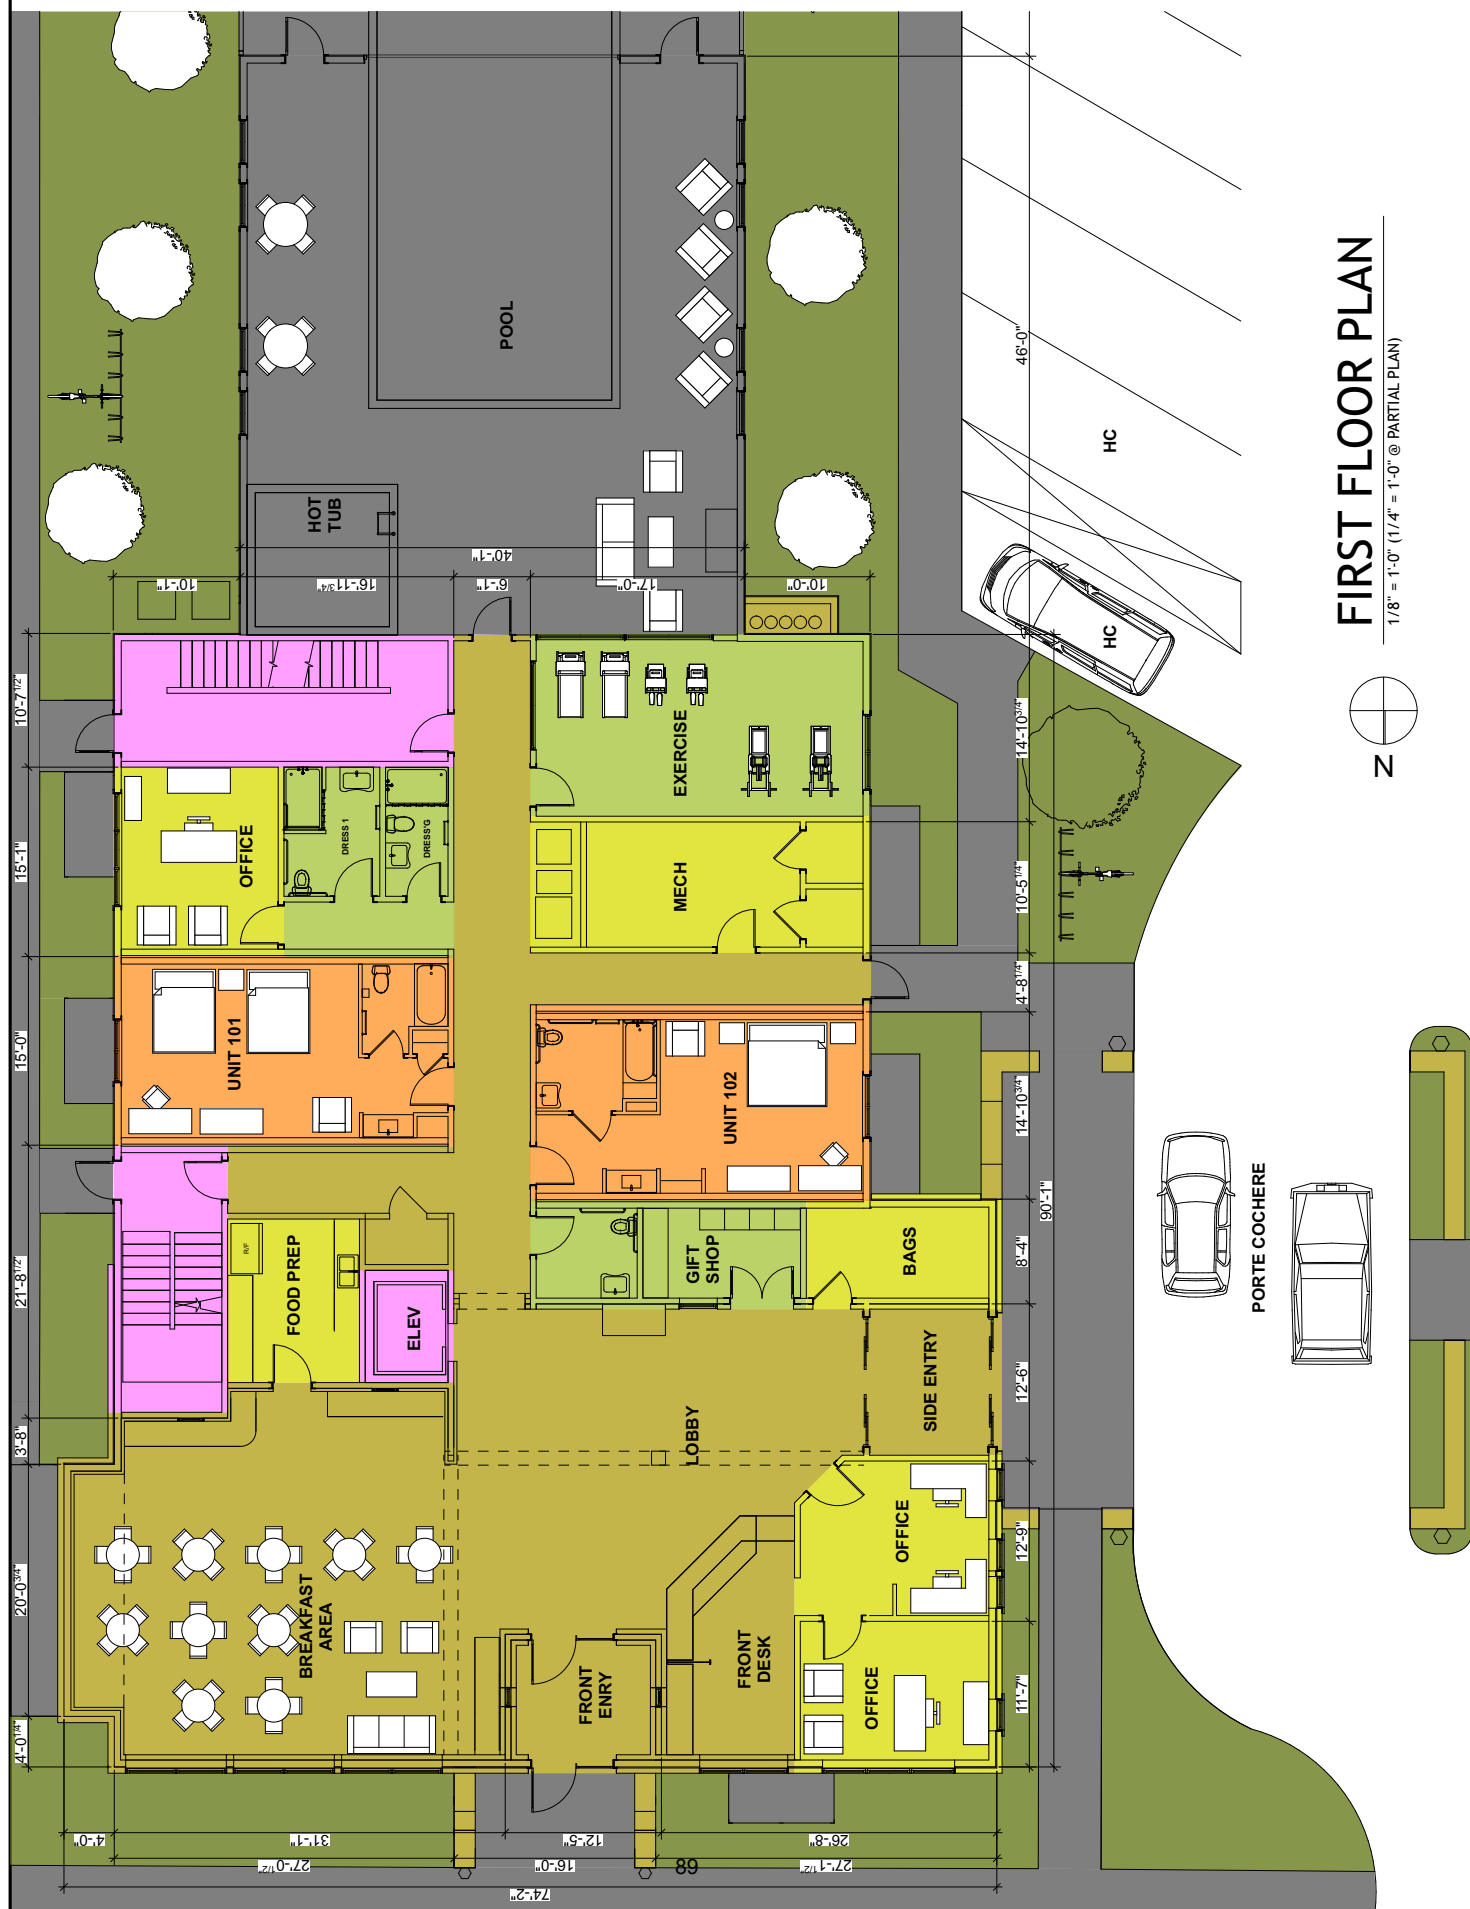 POOL
HOT
TUB
46'-0"
HC
HC
40'-1"
10'-1"
16'-11 3/4"
6'-1"
17'-0"
10'-0"
FIRST FLOOR PLAN
1/8" = 1'-0" (1/4" = 1'-0" @ PARTIAL PLAN)
N
10'-7 1/2"
15'-1"
15'-0"
21'-8 1/2"
3'-8"
20'-0 3/4"
4'-0 1/4"
EXERCISE
OFFICE
DRESS 1
DRESS'G
MECH
14'-10 3/4"
10'-5 1/4"
4'-8 1/4"
14'-10 3/4"
90'-1"
8'-4"
12'-6"
12'-9"
11'-7"
UNIT 101
UNIT 102
R/F
FOOD PREP
ELEV
GIFT
SHOP
BAGS
PORTE COCHERE
SIDE ENTRY
LOBBY
BREAKFAST
AREA
OFFICE
FRONT
ENRY
FRONT
DESK
OFFICE
4'-0"
31'-1"
12'-5"
26'-8"
27'-0 1/2"
16'-0"
27'-1 1/2"
74'-2"
89